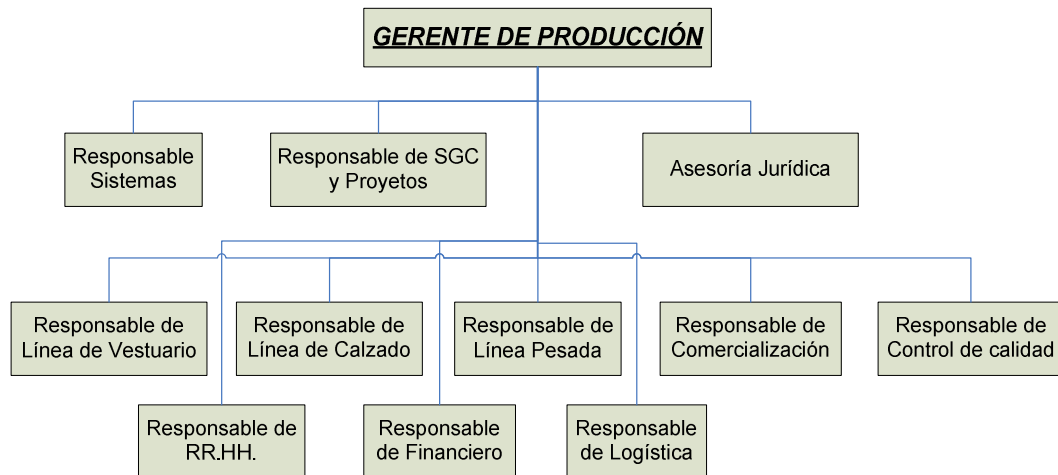 GERENTE DE PRODUCCIÓN
Responsable
Sistemas
Responsable de SGC
y Proyetos
Asesoría Jurídica
Responsable de
Línea de Vestuario
Responsable de
Línea de Calzado
Responsable de
Línea Pesada
Responsable de
Comercialización
Responsable de
Control de calidad
Responsable de
RR.HH.
Responsable
de Financiero
Responsable
de Logística